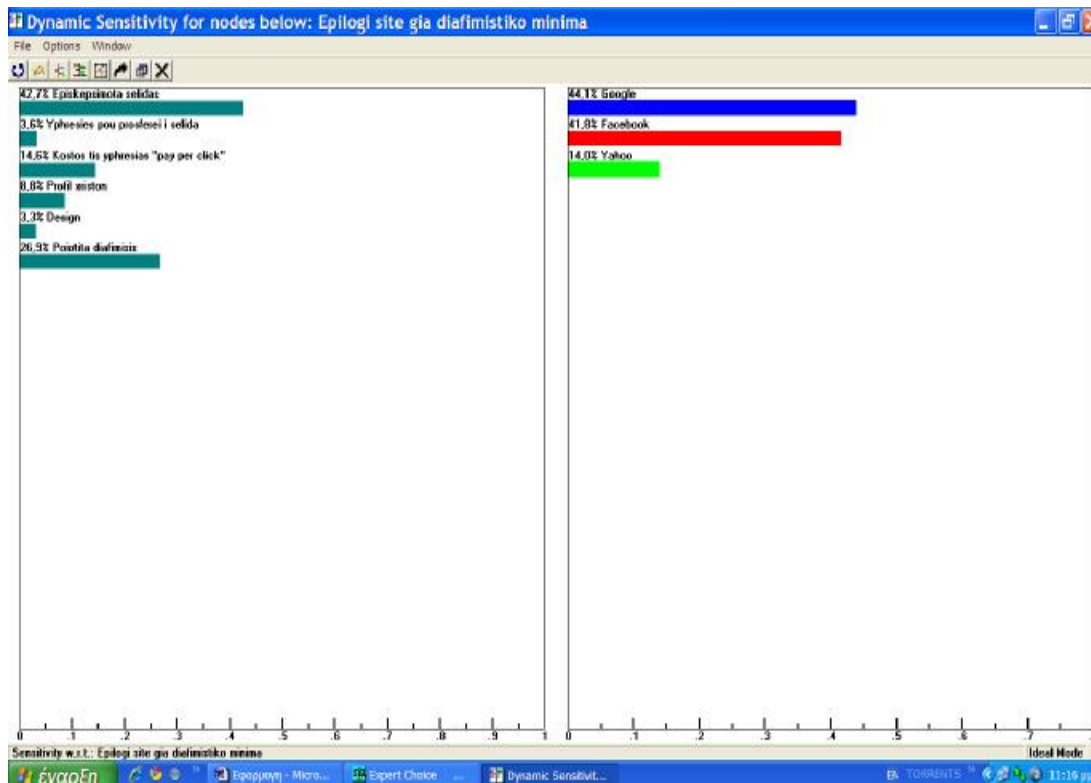 Dynamic Sensitivity for nodes below: Epilogi site gia diafimistiko minima
File Options Window
42,7% Episkepsimota selidas
3,6% Yphresies pou prosferei i selida
14,6% Kostos tis yphresias "pay per click"
8,8% Profil xriston
3,3% Design
26,9% Poiotita diafimisis
44,1% Google
41,8% Facebook
14,0% Yahoo
0 .1 .2 .3 .4 .5 .6 .7 .8 .9 1
0 .1 .2 .3 .4 .5 .6 .7
Sensitivity w.r.t.: Epilogi site gia diafimistiko minima
Ideal Mode
έναρξη
Εφαρμογη - Micro...
Expert Choice ...
Dynamic Sensitivit...
TORRENTS